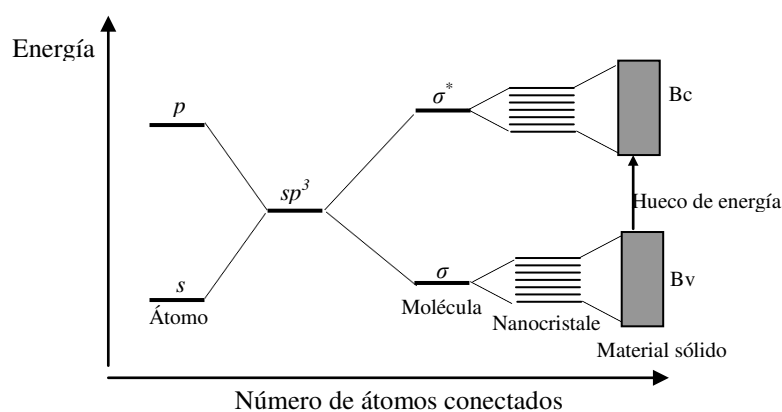 Energía
p
σ*
Bc
sp³
Hueco de energía
s
σ
Bv
Átomo
Molécula
Nanocristale
Material sólido
Número de átomos conectados